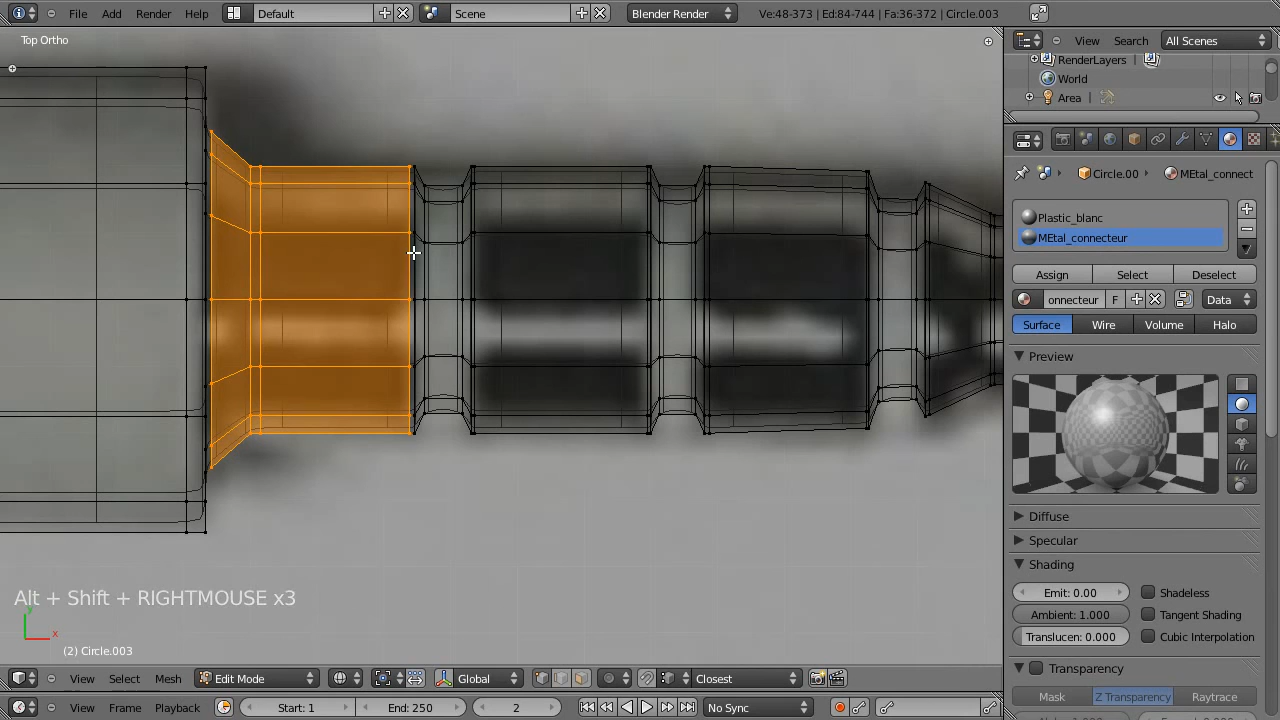 File Add Render Help Default Scene Blender Render Ve:48-373 | Ed:84-744 | Fa:36-372 | Circle.003
Top Ortho
View Search All Scenes
RenderLayers
World
Area
Circle.00 MEtal_connect
Plastic_blanc
MEtal_connecteur
Assign Select Deselect
onnecteur F Data
Surface Wire Volume Halo
Preview
Diffuse
Specular
Shading
Emit: 0.00 Shadeless
Ambient: 1.000 Tangent Shading
Translucen: 0.000 Cubic Interpolation
Transparency
Mask Z Transparency Raytrace
Alt + Shift + RIGHTMOUSE x3
y
x
(2) Circle.003
View Select Mesh Edit Mode Global Closest
View Frame Playback Start: 1 End: 250 2 No Sync